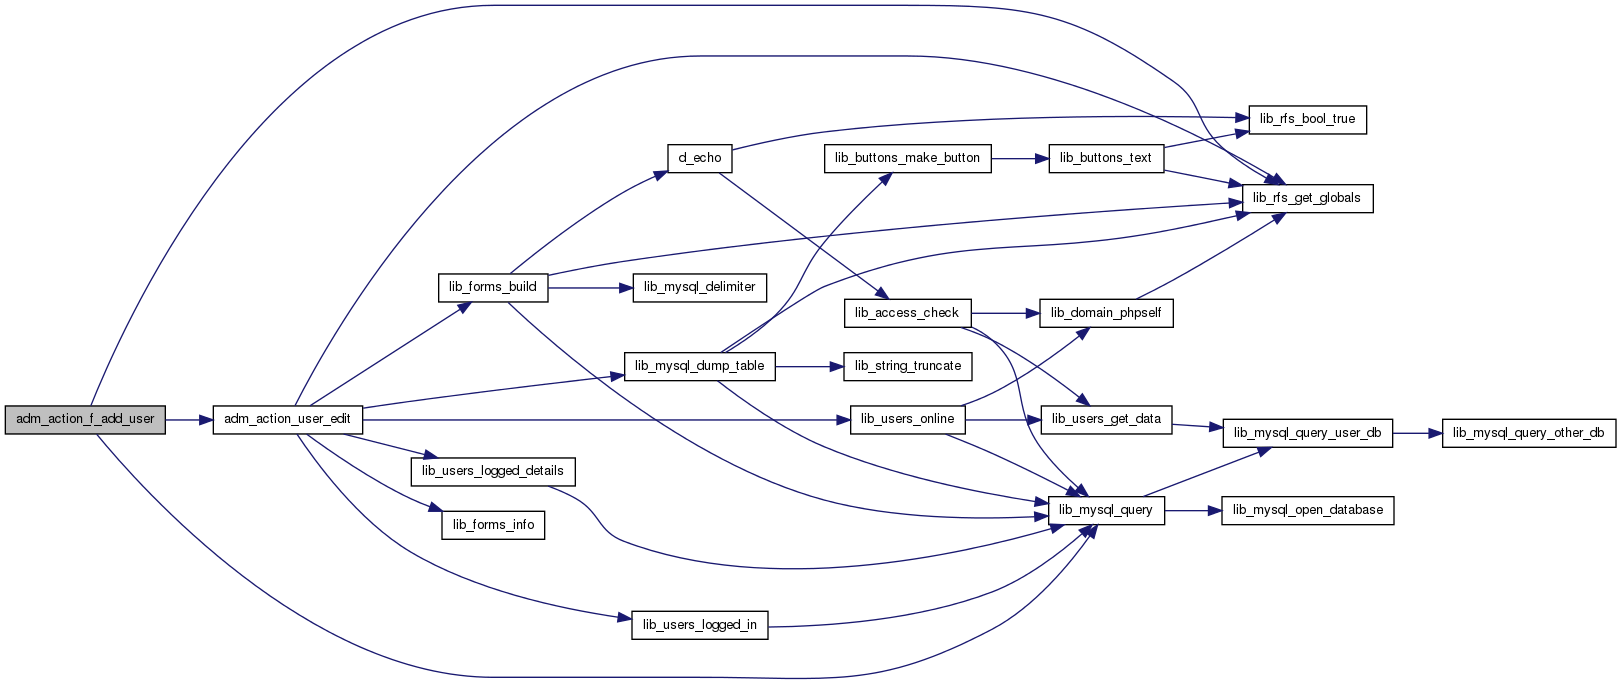 adm_action_f_add_user
adm_action_user_edit
lib_forms_build
lib_users_logged_details
lib_forms_info
cl_echo
lib_mysql_delimiter
lib_mysql_dump_table
lib_users_logged_in
lib_buttons_make_button
lib_access_check
lib_string_truncate
lib_users_online
lib_buttons_text
lib_domain_phpself
lib_users_get_data
lib_mysql_query
lib_rfs_bool_true
lib_rfs_get_globals
lib_mysql_query_user_db
lib_mysql_open_database
lib_mysql_query_other_db